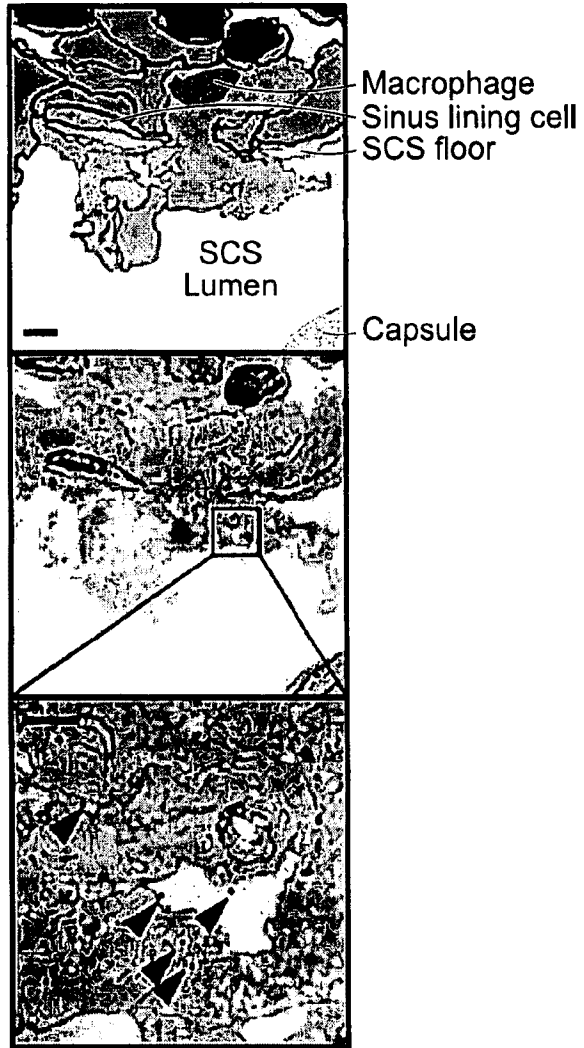 Macrophage
Sinus lining cell
SCS floor
SCS
Lumen
Capsule